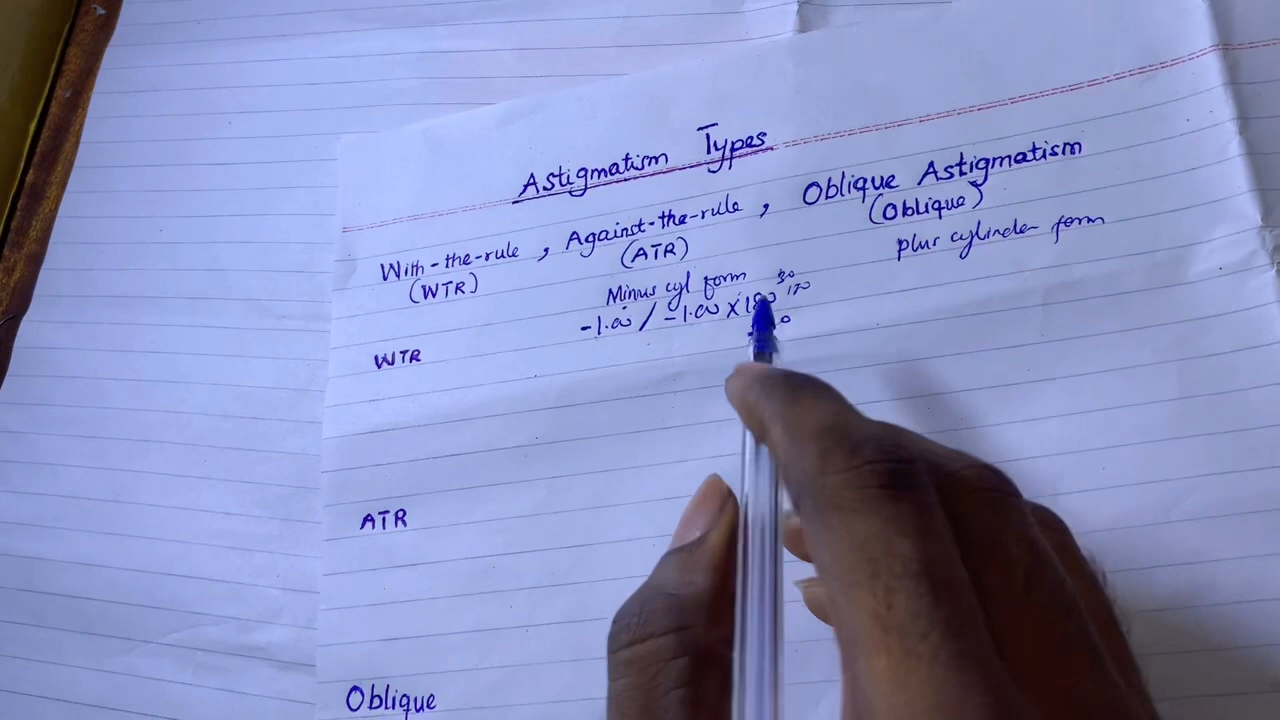 Astigmatism Types
With-the-rule, Against-the-rule, Oblique Astigmatism
(WTR) (ATR) (Oblique)
Minus cyl form plus cylinder form
-1.00 / -1.00 X 180
WTR
ATR
Oblique